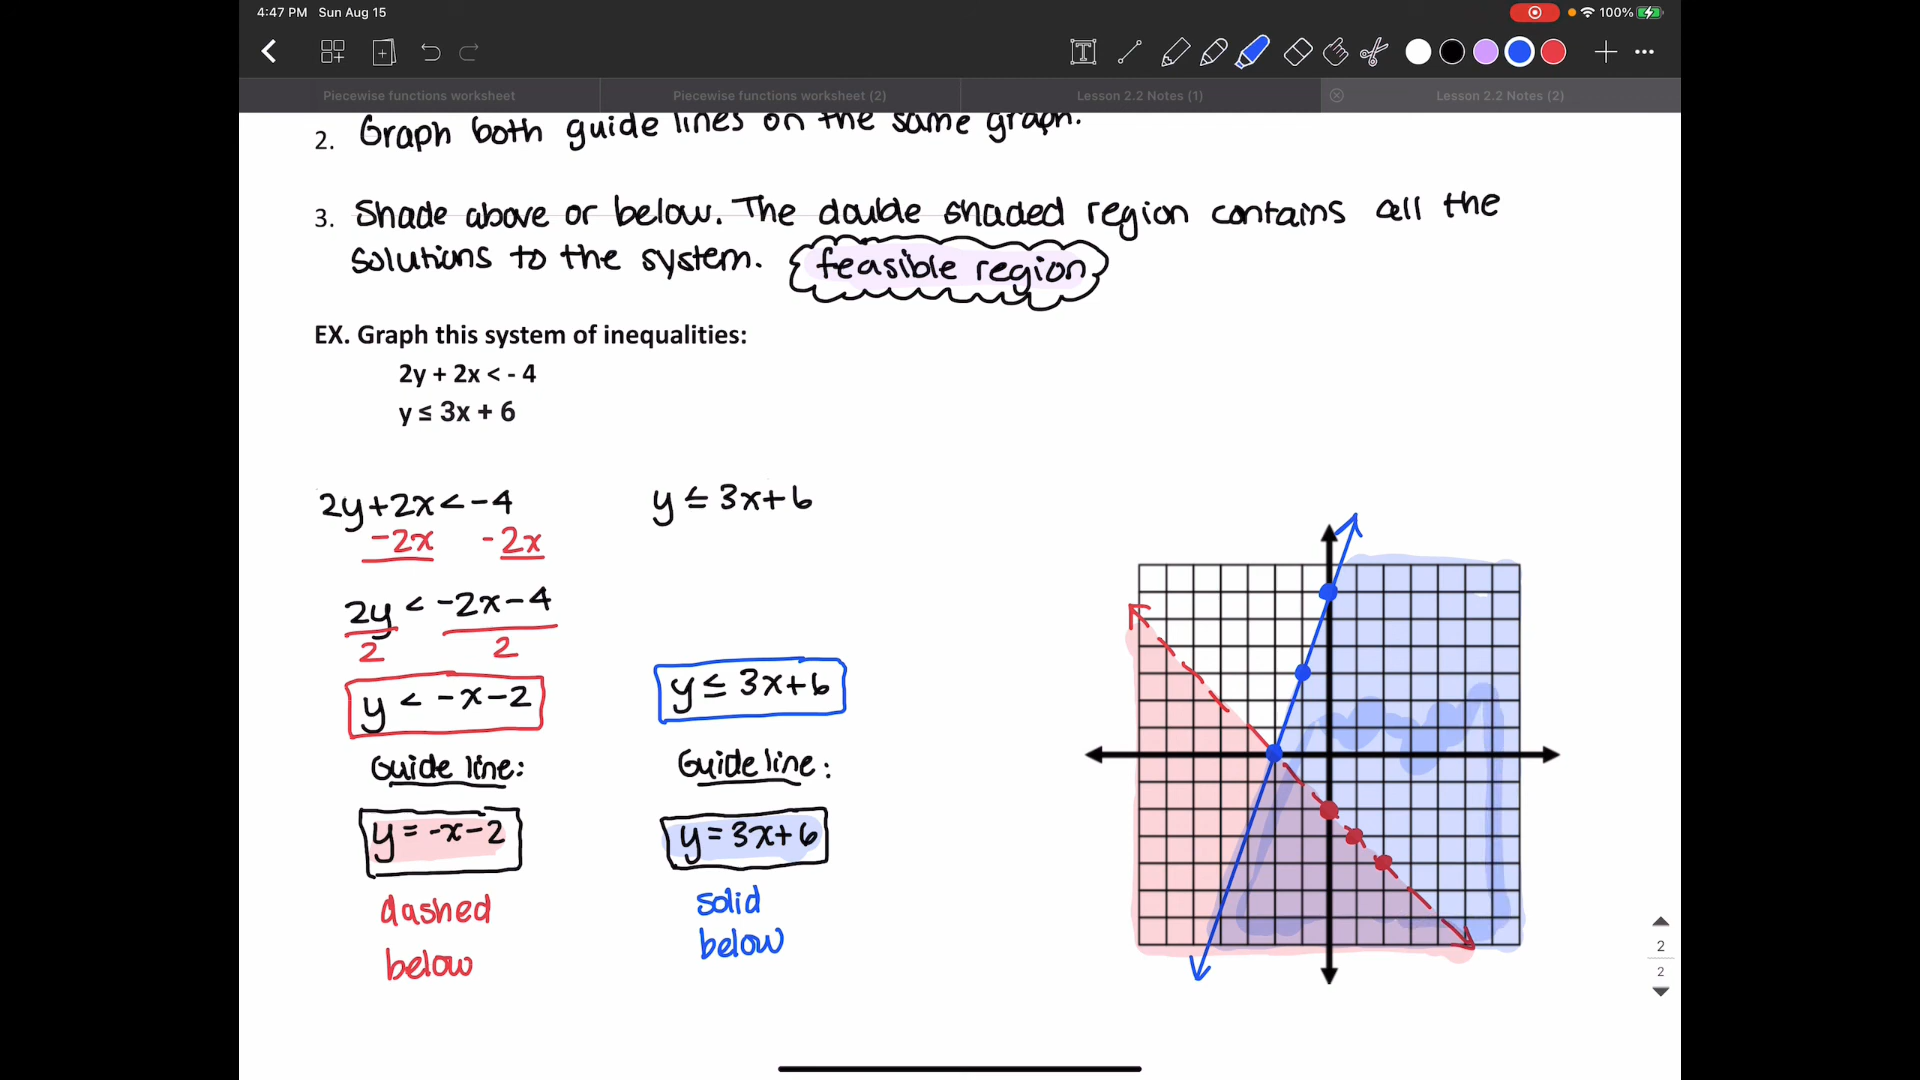 4:47 PM Sun Aug 15
100%
Piecewise functions worksheet
Piecewise functions worksheet (2)
Lesson 2.2 Notes (1)
Lesson 2.2 Notes (2)
2. Graph both guide lines on the same graph.
3. Shade above or below. The double shaded region contains all the
solutions to the system. feasible region
EX. Graph this system of inequalities:
2y + 2x < - 4
y ≤ 3x + 6
2y+2x<-4
-2x -2x
2y < -2x-4
2 2
y < -x-2
Guide line:
y = -x-2
dashed
below
y ≤ 3x+6
y ≤ 3x+6
Guide line:
y = 3x+6
solid
below
2
2